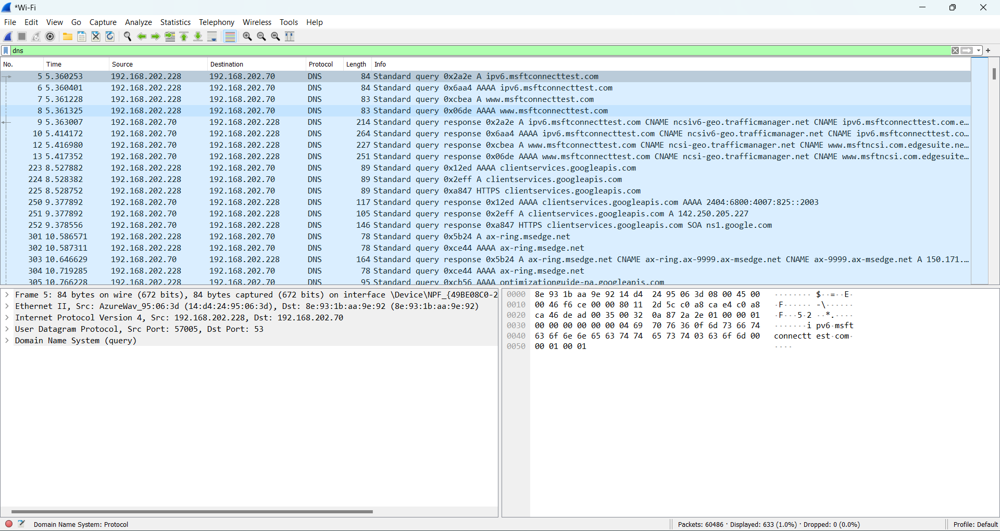 *Wi-Fi
File Edit View Go Capture Analyze Statistics Telephony Wireless Tools Help
dns
No. Time Source Destination Protocol Length Info
5 5.360253 192.168.202.228 192.168.202.70 DNS 84 Standard query 0x2a2e A ipv6.msftconnecttest.com
6 5.360401 192.168.202.228 192.168.202.70 DNS 84 Standard query 0x6aa4 AAAA ipv6.msftconnecttest.com
7 5.361228 192.168.202.228 192.168.202.70 DNS 83 Standard query 0xcbea A www.msftconnecttest.com
8 5.361325 192.168.202.228 192.168.202.70 DNS 83 Standard query 0x06de AAAA www.msftconnecttest.com
9 5.363007 192.168.202.70 192.168.202.228 DNS 214 Standard query response 0x2a2e A ipv6.msftconnecttest.com CNAME ncsiv6-geo.trafficmanager.net CNAME ipv6.msftconnecttest.com.e…
10 5.414172 192.168.202.70 192.168.202.228 DNS 264 Standard query response 0x6aa4 AAAA ipv6.msftconnecttest.com CNAME ncsiv6-geo.trafficmanager.net CNAME ipv6.msftconnecttest.co…
12 5.416980 192.168.202.70 192.168.202.228 DNS 227 Standard query response 0xcbea A www.msftconnecttest.com CNAME ncsi-geo.trafficmanager.net CNAME www.msftncsi.com.edgesuite.ne…
13 5.417352 192.168.202.70 192.168.202.228 DNS 251 Standard query response 0x06de AAAA www.msftconnecttest.com CNAME ncsi-geo.trafficmanager.net CNAME www.msftncsi.com.edgesuite…
223 8.527882 192.168.202.228 192.168.202.70 DNS 89 Standard query 0x12ed AAAA clientservices.googleapis.com
224 8.528382 192.168.202.228 192.168.202.70 DNS 89 Standard query 0x2eff A clientservices.googleapis.com
225 8.528752 192.168.202.228 192.168.202.70 DNS 89 Standard query 0xa847 HTTPS clientservices.googleapis.com
250 9.377892 192.168.202.70 192.168.202.228 DNS 117 Standard query response 0x12ed AAAA clientservices.googleapis.com AAAA 2404:6800:4007:825::2003
251 9.377892 192.168.202.70 192.168.202.228 DNS 105 Standard query response 0x2eff A clientservices.googleapis.com A 142.250.205.227
252 9.378556 192.168.202.70 192.168.202.228 DNS 146 Standard query response 0xa847 HTTPS clientservices.googleapis.com SOA ns1.google.com
301 10.586571 192.168.202.228 192.168.202.70 DNS 78 Standard query 0x5b24 A ax-ring.msedge.net
302 10.587311 192.168.202.228 192.168.202.70 DNS 78 Standard query 0xce44 AAAA ax-ring.msedge.net
303 10.646629 192.168.202.70 192.168.202.228 DNS 164 Standard query response 0x5b24 A ax-ring.msedge.net CNAME ax-ring.ax-9999.ax-msedge.net CNAME ax-9999.ax-msedge.net A 150.171.…
304 10.719285 192.168.202.228 192.168.202.70 DNS 78 Standard query 0xce44 AAAA ax-ring.msedge.net
305 10.766228 192.168.202.228 192.168.202.70 DNS 95 Standard query 0xcb56 AAAA optimizationguide-pa.googleapis.com
Frame 5: 84 bytes on wire (672 bits), 84 bytes captured (672 bits) on interface \Device\NPF_{49BE08C0-2
Ethernet II, Src: AzureWav_95:06:3d (14:d4:24:95:06:3d), Dst: 8e:93:1b:aa:9e:92 (8e:93:1b:aa:9e:92)
Internet Protocol Version 4, Src: 192.168.202.228, Dst: 192.168.202.70
User Datagram Protocol, Src Port: 57005, Dst Port: 53
Domain Name System (query)
0000 8e 93 1b aa 9e 92 14 d4 24 95 06 3d 08 00 45 00 ········ $··=··E·
0010 00 46 f6 ce 00 00 80 11 2d 5c c0 a8 ca e4 c0 a8 ·F······ -\······
0020 ca 46 de ad 00 35 00 32 0a 87 2a 2e 01 00 00 01 ·F···5·2 ··*.····
0030 00 00 00 00 00 00 04 69 70 76 36 0f 6d 73 66 74 ·······i pv6·msft
0040 63 6f 6e 6e 65 63 74 74 65 73 74 03 63 6f 6d 00 connectt est·com·
0050 00 01 00 01 ····
Domain Name System: Protocol
Packets: 60486 · Displayed: 633 (1.0%) · Dropped: 0 (0.0%)
Profile: Default